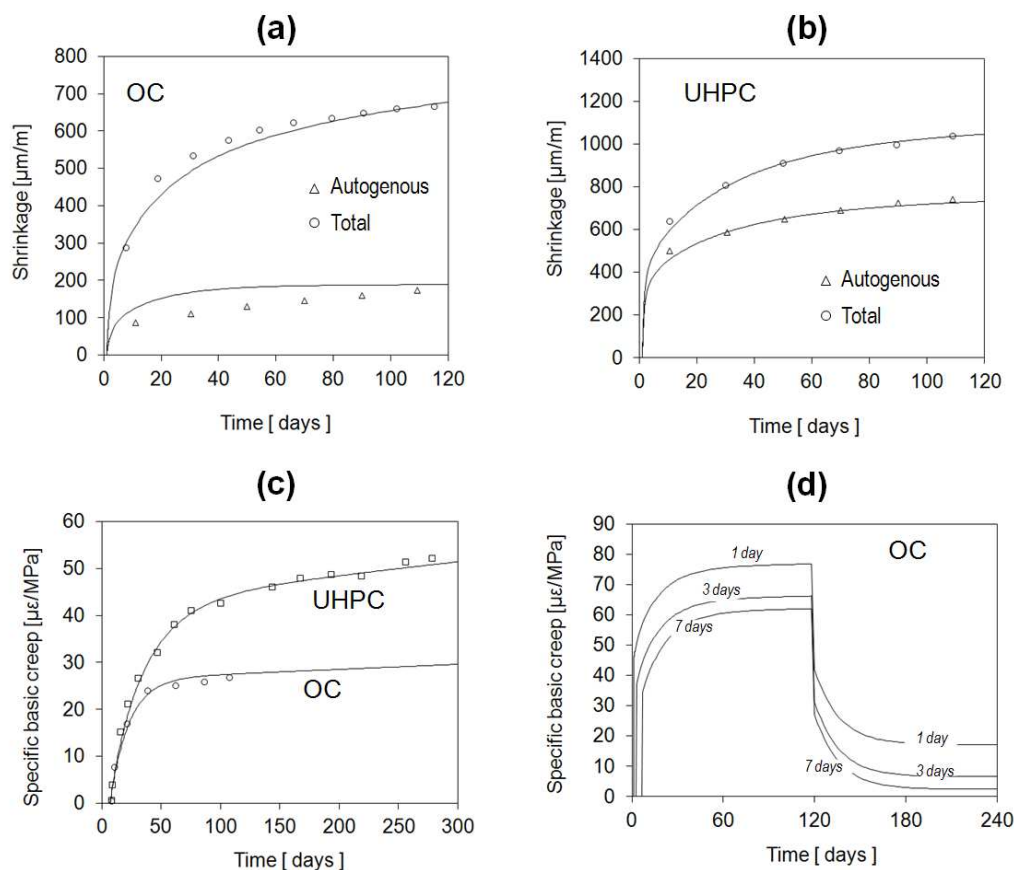 (a)
800
700
600
500
400
300
200
100
0
Shrinkage [µm/m]
OC
Autogenous
Total
0 20 40 60 80 100 120
Time [ days ]
(b)
1400
1200
1000
800
600
400
200
0
Shrinkage [µm/m]
UHPC
Autogenous
Total
0 20 40 60 80 100 120
Time [ days ]
(c)
60
50
40
30
20
10
0
Specific basic creep [µε/MPa]
UHPC
OC
0 50 100 150 200 250 300
Time [ days ]
(d)
90
80
70
60
50
40
30
20
10
0
Specific basic creep [µε/MPa]
OC
1 day
3 days
7 days
1 day
3 days
7 days
0 60 120 180 240
Time [ days ]